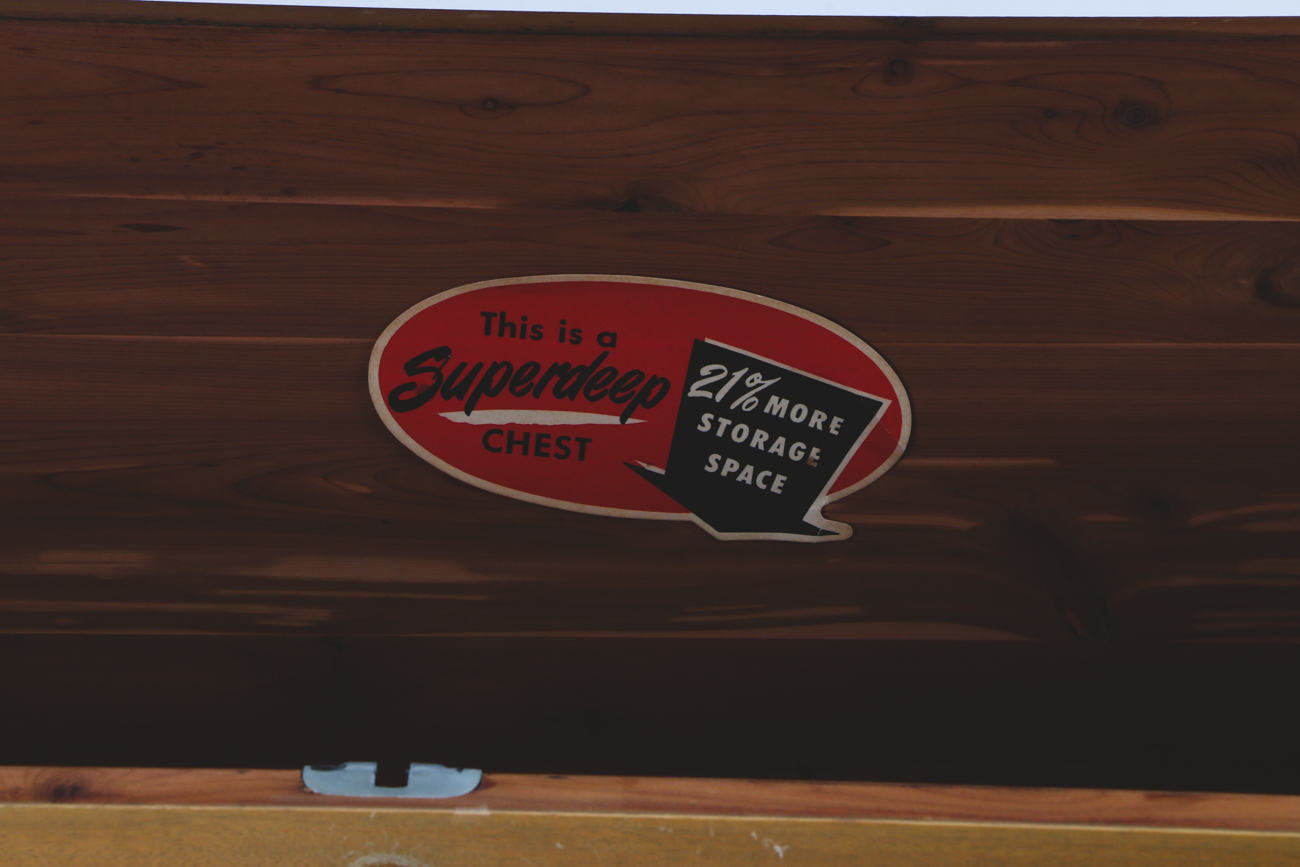 This is a
Superdeep
CHEST
21% MORE
STORAGE
SPACE